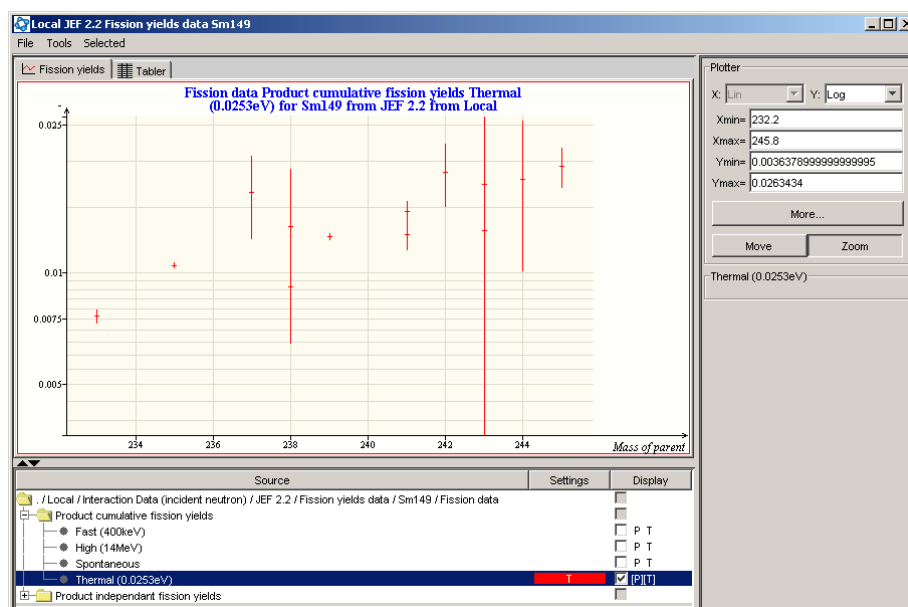 Local JEF 2.2 Fission yields data Sm149
File Tools Selected
Fission yields Tabler
Fission data Product cumulative fission yields Thermal
(0.0253eV) for Sm149 from JEF 2.2 from Local
0.025
0.01
0.0075
0.005
234 236 238 240 242 244
Mass of parent
Plotter
X: Lin Y: Log
Xmin= 232.2
Xmax= 245.8
Ymin= 0.0036378999999999995
Ymax= 0.0263434
More...
Move Zoom
Thermal (0.0253eV)
Source Settings Display
. / Local / Interaction Data (incident neutron) / JEF 2.2 / Fission yields data / Sm149 / Fission data
Product cumulative fission yields
Fast (400keV) P T
High (14MeV) P T
Spontaneous P T
Thermal (0.0253eV) T [P][T]
Product independant fission yields